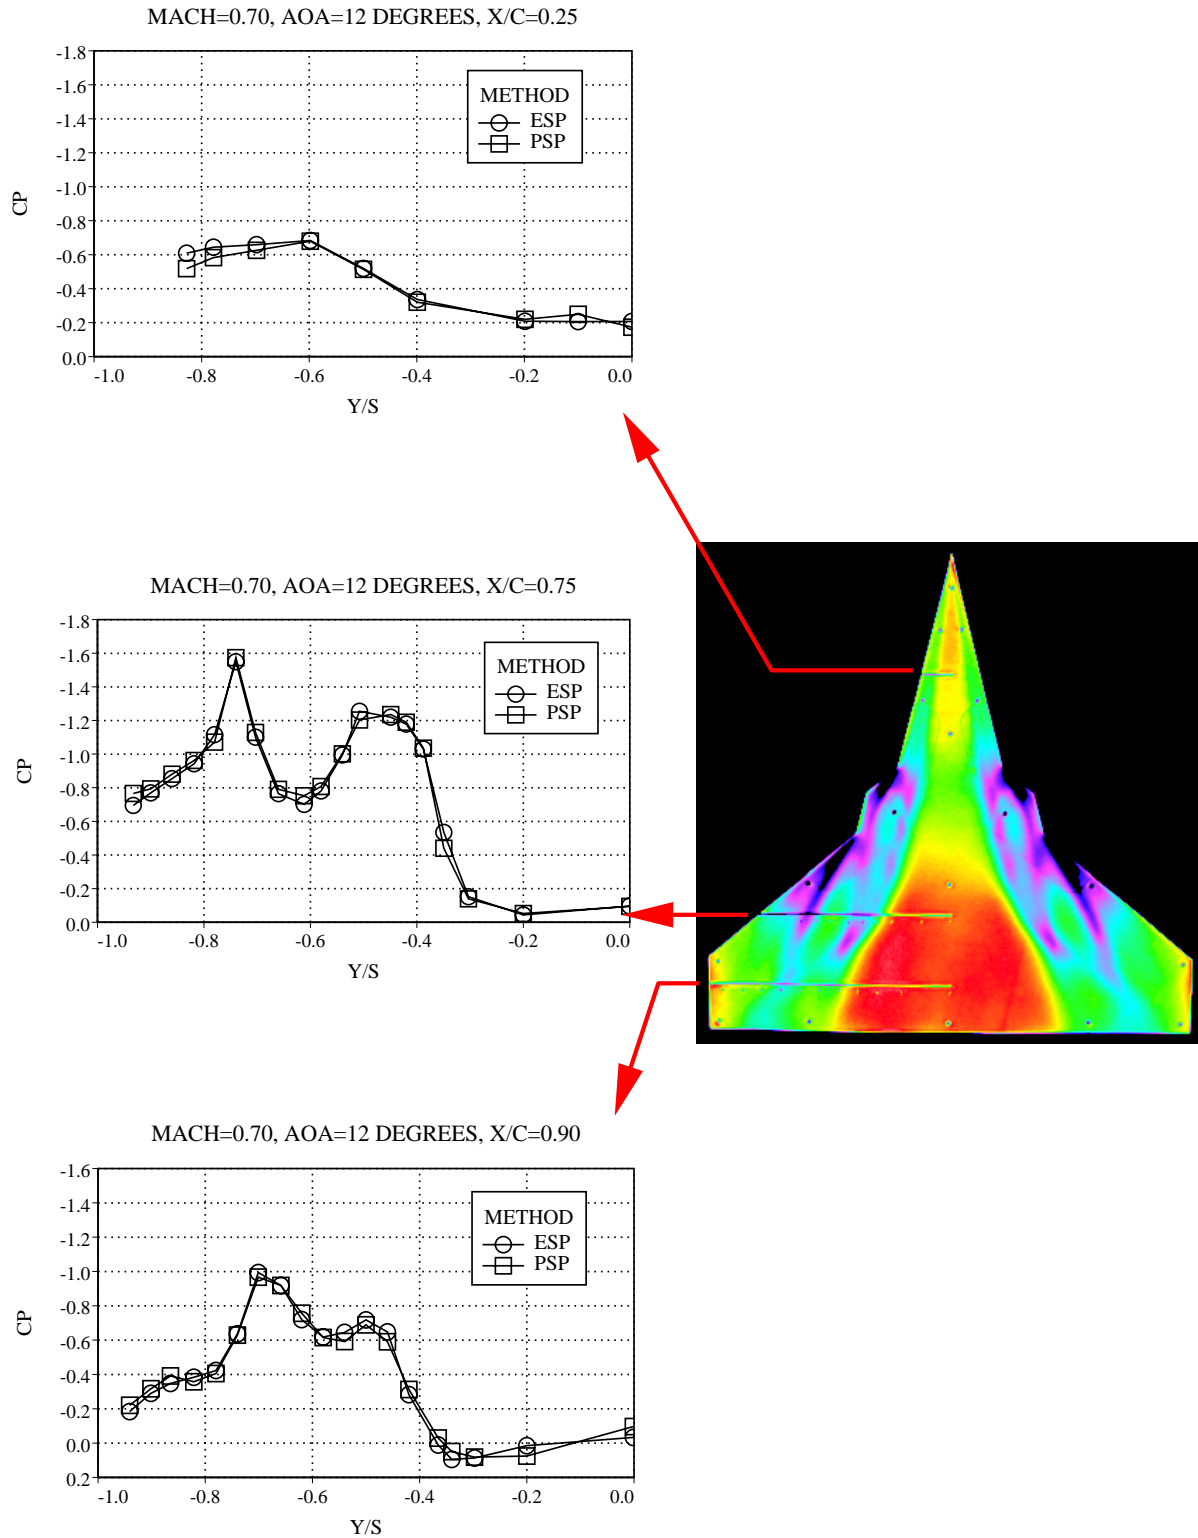 MACH=0.70, AOA=12 DEGREES, X/C=0.25
-1.8
-1.6
-1.4
-1.2
-1.0
-0.8
-0.6
-0.4
-0.2
0.0
CP
METHOD
ESP
PSP
-1.0 -0.8 -0.6 -0.4 -0.2 0.0
Y/S
MACH=0.70, AOA=12 DEGREES, X/C=0.75
-1.8
-1.6
-1.4
-1.2
-1.0
-0.8
-0.6
-0.4
-0.2
0.0
CP
METHOD
ESP
PSP
-1.0 -0.8 -0.6 -0.4 -0.2 0.0
Y/S
MACH=0.70, AOA=12 DEGREES, X/C=0.90
-1.6
-1.4
-1.2
-1.0
-0.8
-0.6
-0.4
-0.2
0.0
0.2
CP
METHOD
ESP
PSP
-1.0 -0.8 -0.6 -0.4 -0.2 0.0
Y/S